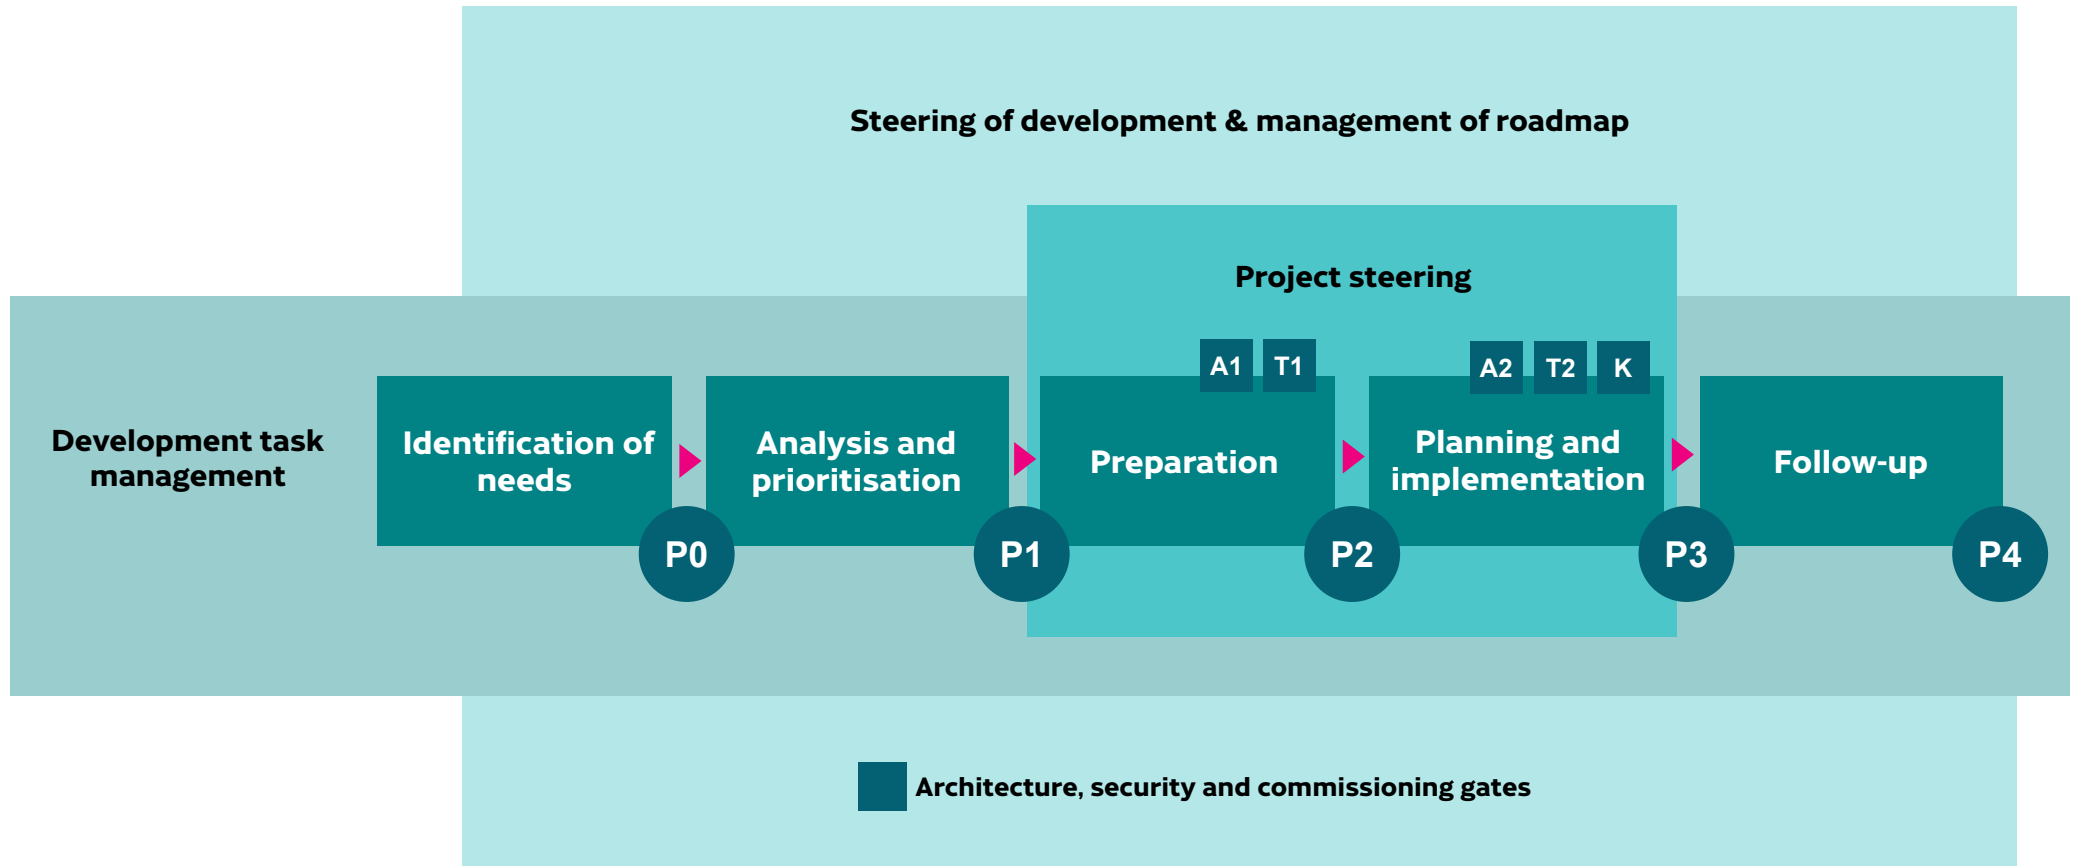 Steering of development & management of roadmap
Project steering
A1 T1
A2 T2 K
Development task
management
Identification of
needs
Analysis and
prioritisation
Preparation
Planning and
implementation
Follow-up
P0
P1
P2
P3
P4
Architecture, security and commissioning gates